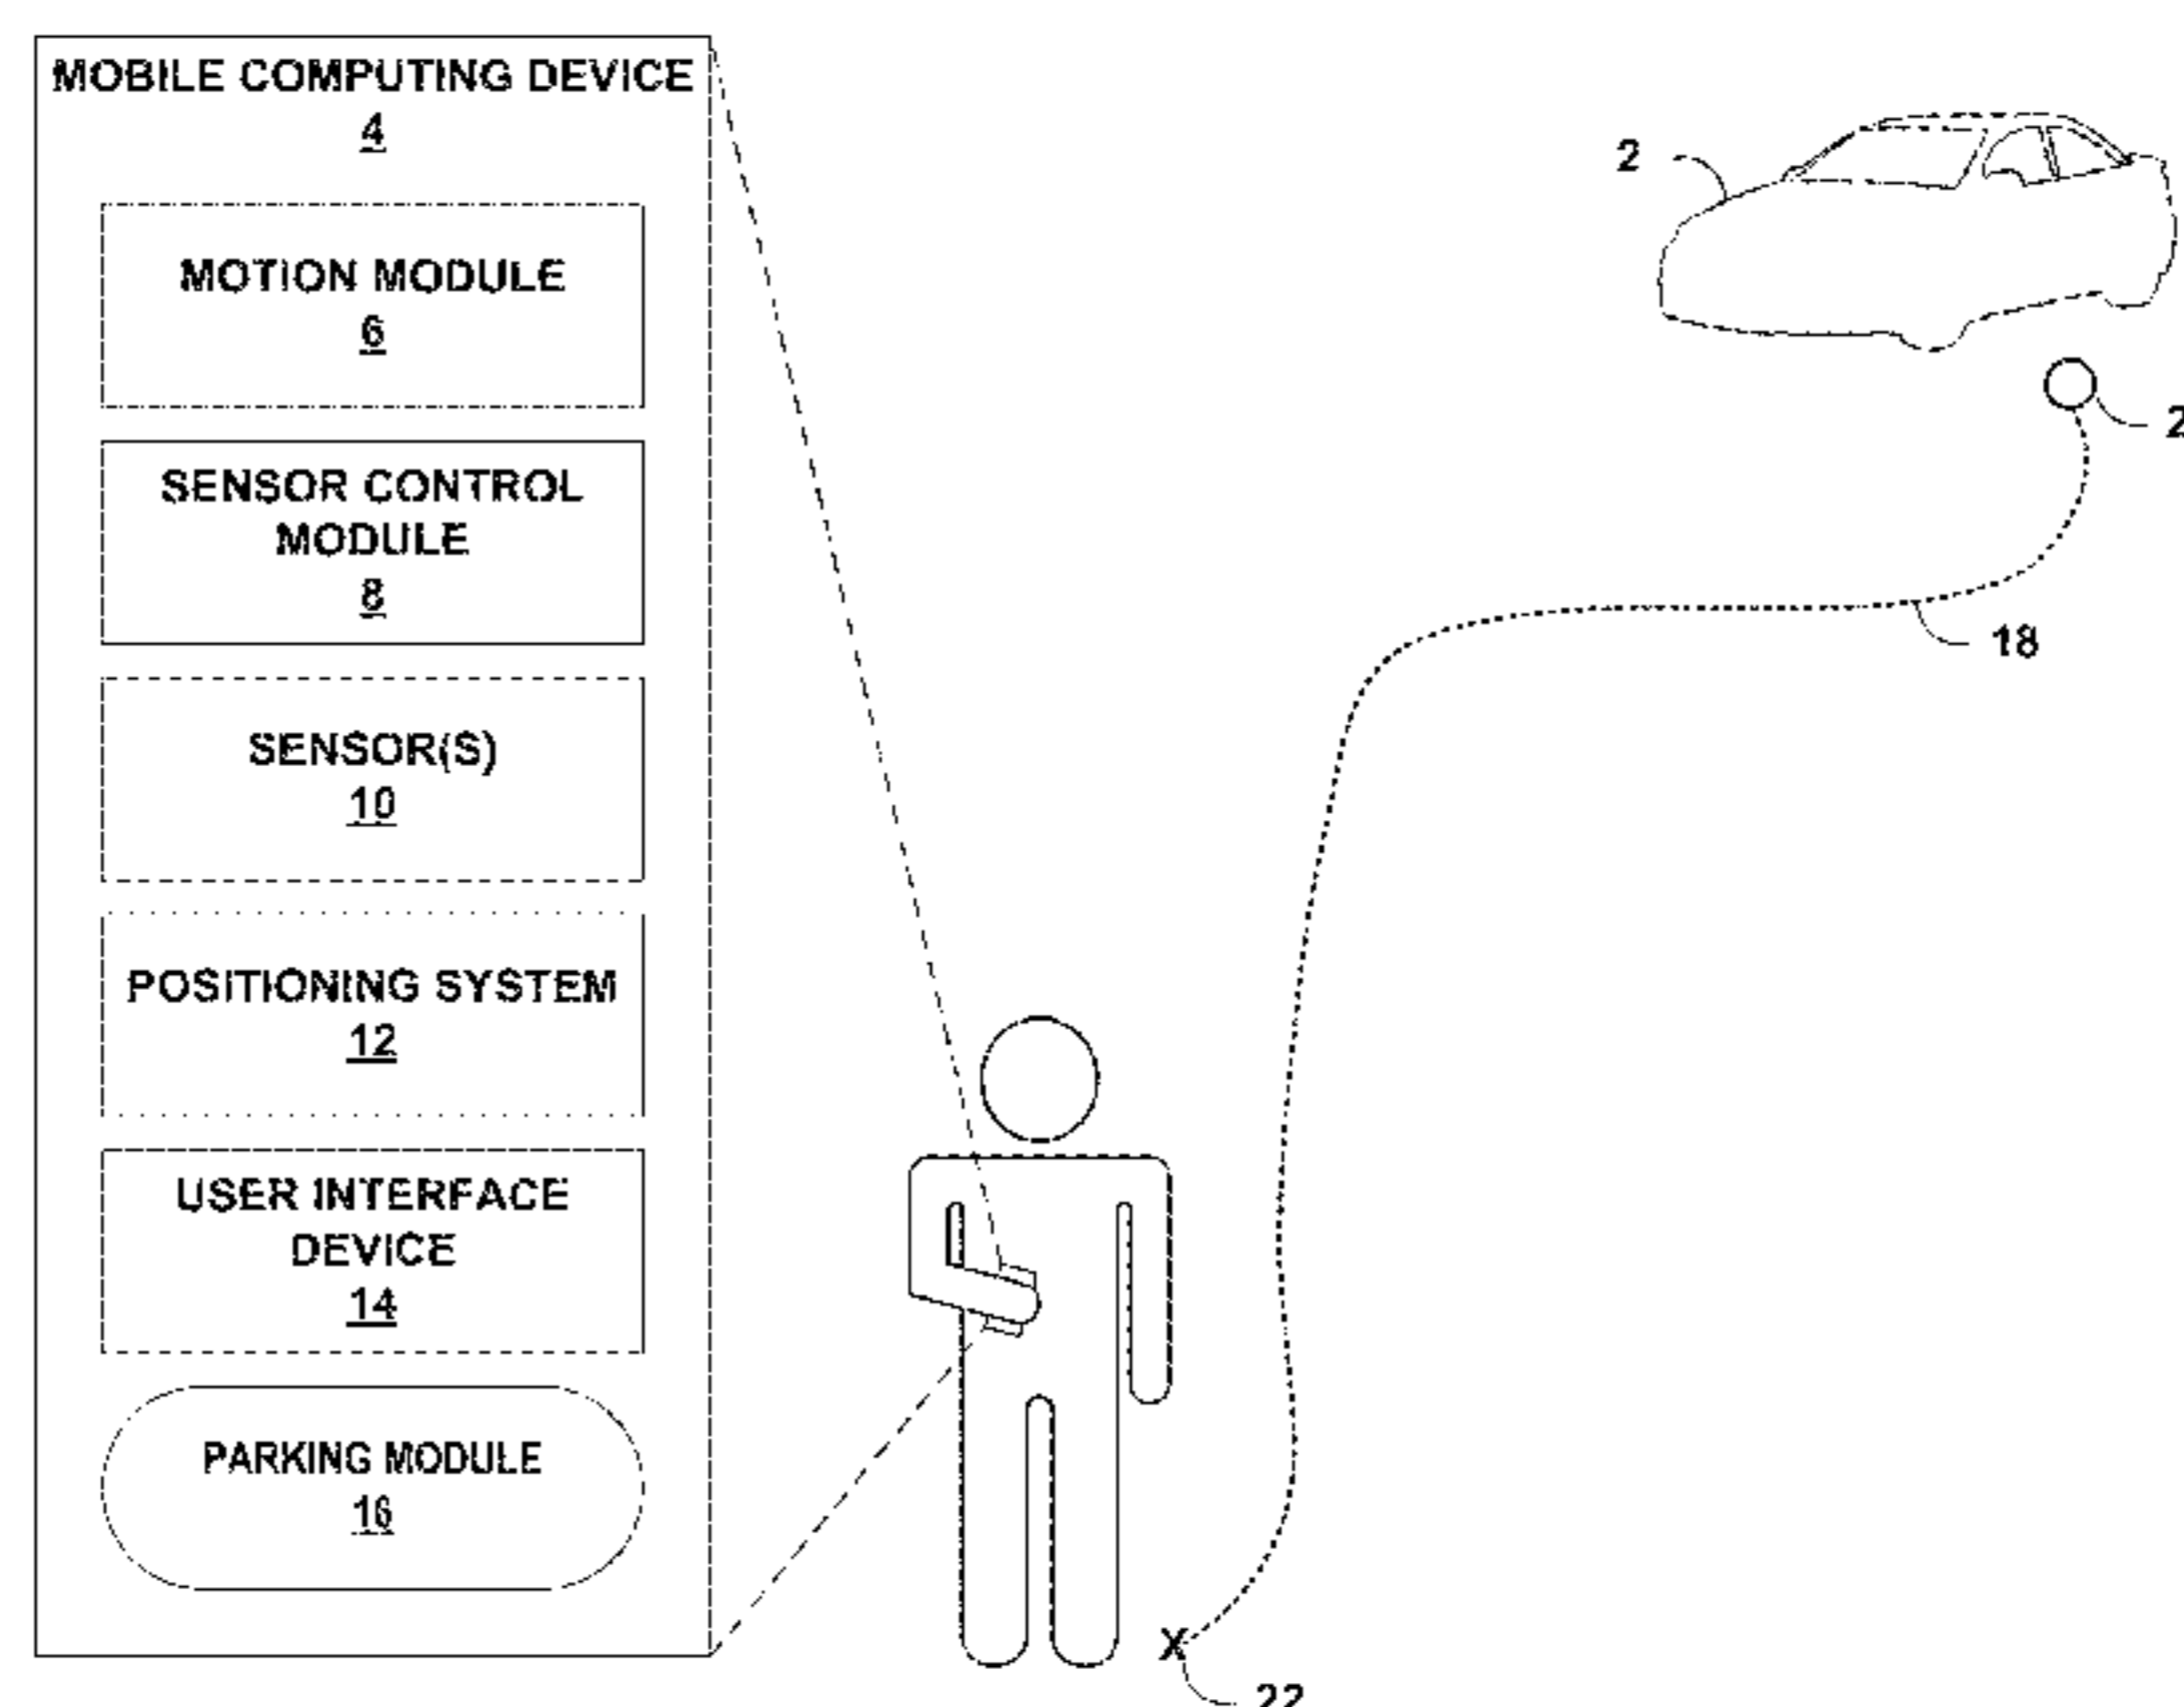 MOBILE COMPUTING DEVICE
4
MOTION MODULE
6
SENSOR CONTROL
MODULE
8
SENSOR(S)
10
POSITIONING SYSTEM
12
USER INTERFACE
DEVICE
14
PARKING MODULE
16
2
18
22